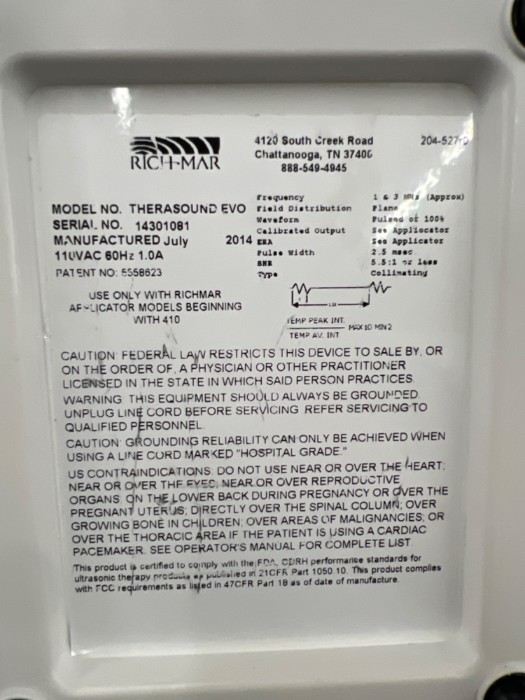 RICH-MAR
4120 South Creek Road
Chattanooga, TN 37406
888-549-4945
204-527
MODEL NO. THERASOUND EVO
SERIAL NO. 14301081
MANUFACTURED July 2014
110VAC 60Hz 1.0A
PATENT NO: 5558623
Frequency 1 & 3 (Approx)
Field Distribution Plane
Waveform Pulsed or 100%
Calibrated Output See Applicator
ERA See Applicator
Pulse Width 2.5 msec
BNR 5.5:1 or less
Type Collimating
USE ONLY WITH RICHMAR
APPLICATOR MODELS BEGINNING
WITH 410
TEMP PEAK INT.
TEMP AV. INT
CAUTION FEDERAL LAW RESTRICTS THIS DEVICE TO SALE BY, OR
ON THE ORDER OF, A PHYSICIAN OR OTHER PRACTITIONER
LICENSED IN THE STATE IN WHICH SAID PERSON PRACTICES
WARNING THIS EQUIPMENT SHOULD ALWAYS BE GROUNDED.
UNPLUG LINE CORD BEFORE SERVICING REFER SERVICING TO
QUALIFIED PERSONNEL
CAUTION: GROUNDING RELIABILITY CAN ONLY BE ACHIEVED WHEN
USING A LINE CORD MARKED "HOSPITAL GRADE."
US CONTRAINDICATIONS: DO NOT USE NEAR OR OVER THE HEART;
NEAR OR OVER THE EYES; NEAR OR OVER REPRODUCTIVE
ORGANS; ON THE LOWER BACK DURING PREGNANCY OR OVER THE
PREGNANT UTERUS; DIRECTLY OVER THE SPINAL COLUMN; OVER
GROWING BONE IN CHILDREN; OVER AREAS OF MALIGNANCIES; OR
OVER THE THORACIC AREA IF THE PATIENT IS USING A CARDIAC
PACEMAKER. SEE OPERATOR'S MANUAL FOR COMPLETE LIST.
This product is certified to comply with the FDA, CDRH performance standards for
ultrasonic therapy products as published in 21CFR Part 1050.10. This product complies
with FCC requirements as listed in 47CFR Part 18 as of date of manufacture.